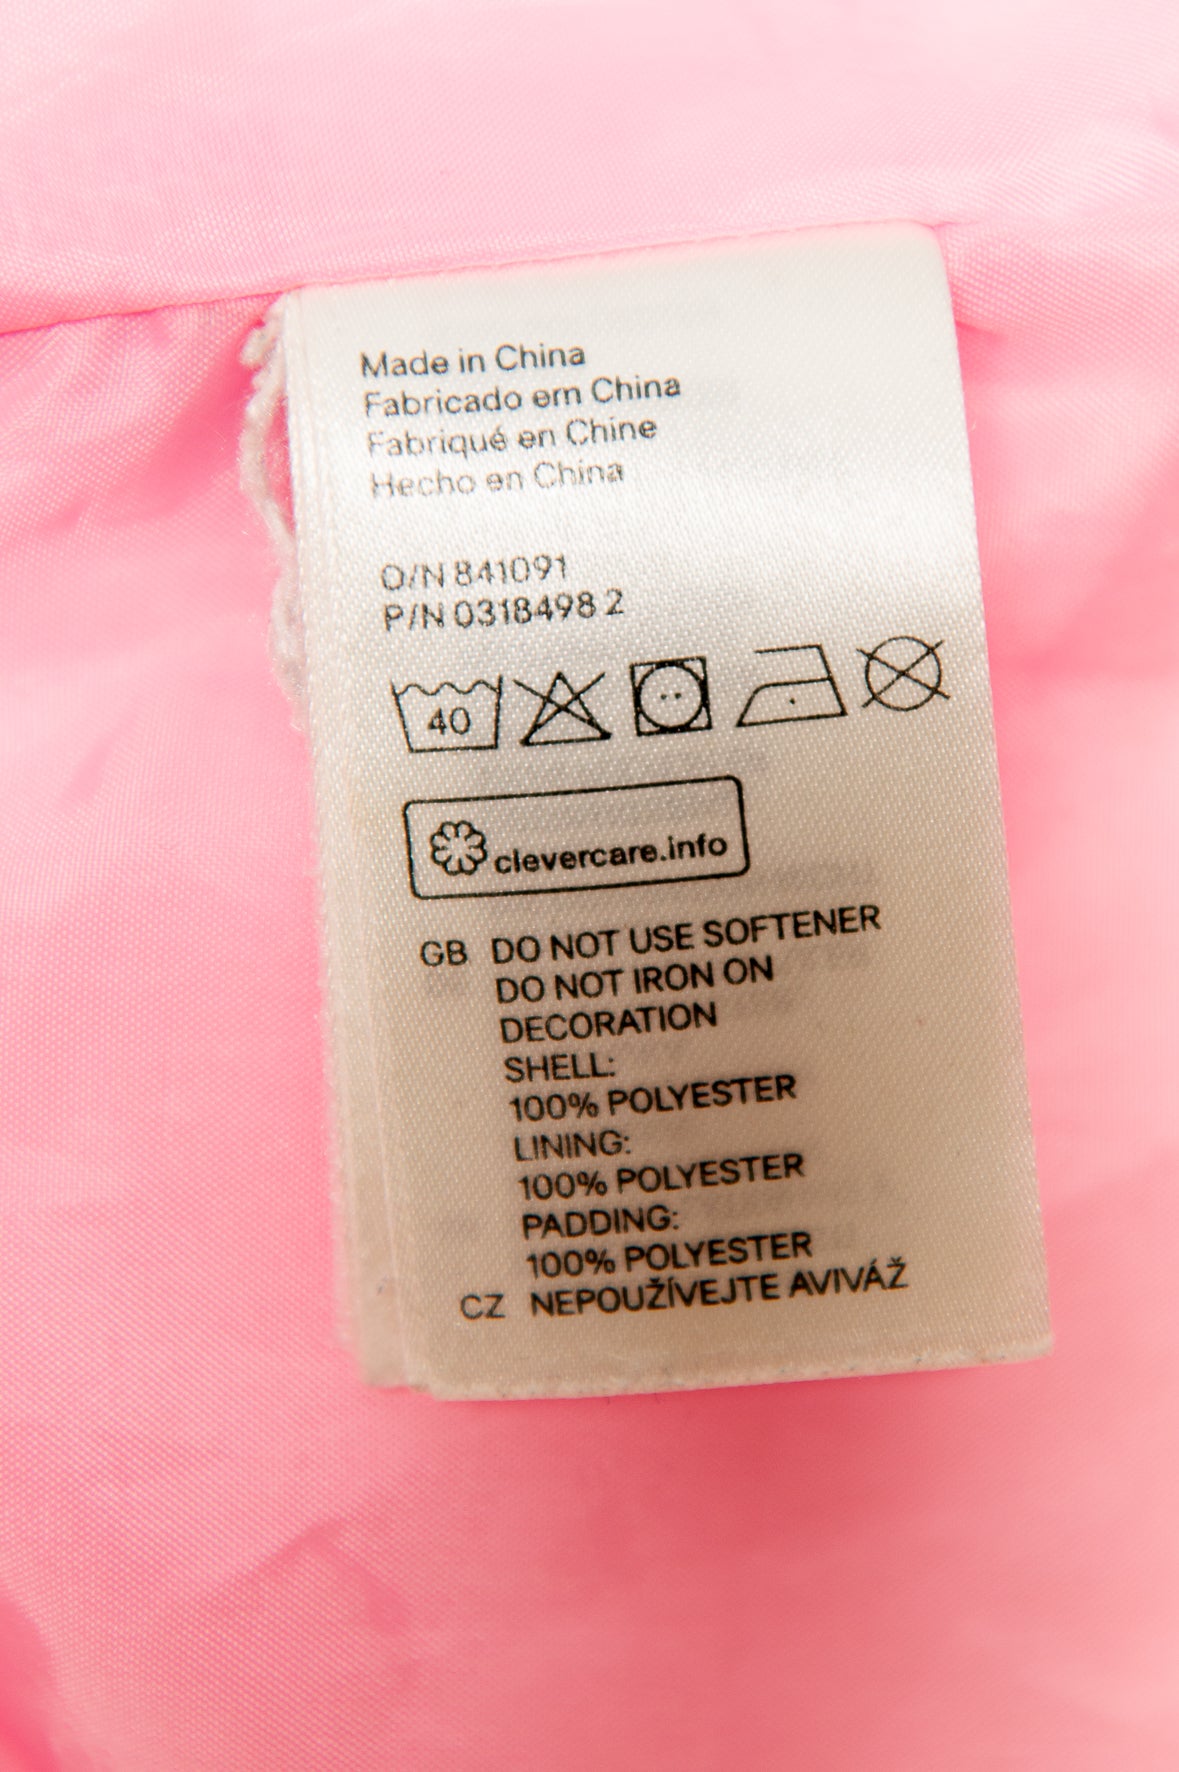 Made in China
Fabricado em China
Fabriqué en Chine
Hecho en China
O/N 841091
P/N 0318498 2
40
clevercare.info
GB DO NOT USE SOFTENER
DO NOT IRON ON
DECORATION
SHELL:
100% POLYESTER
LINING:
100% POLYESTER
PADDING:
100% POLYESTER
CZ NEPOUŽÍVEJTE AVIVÁŽ